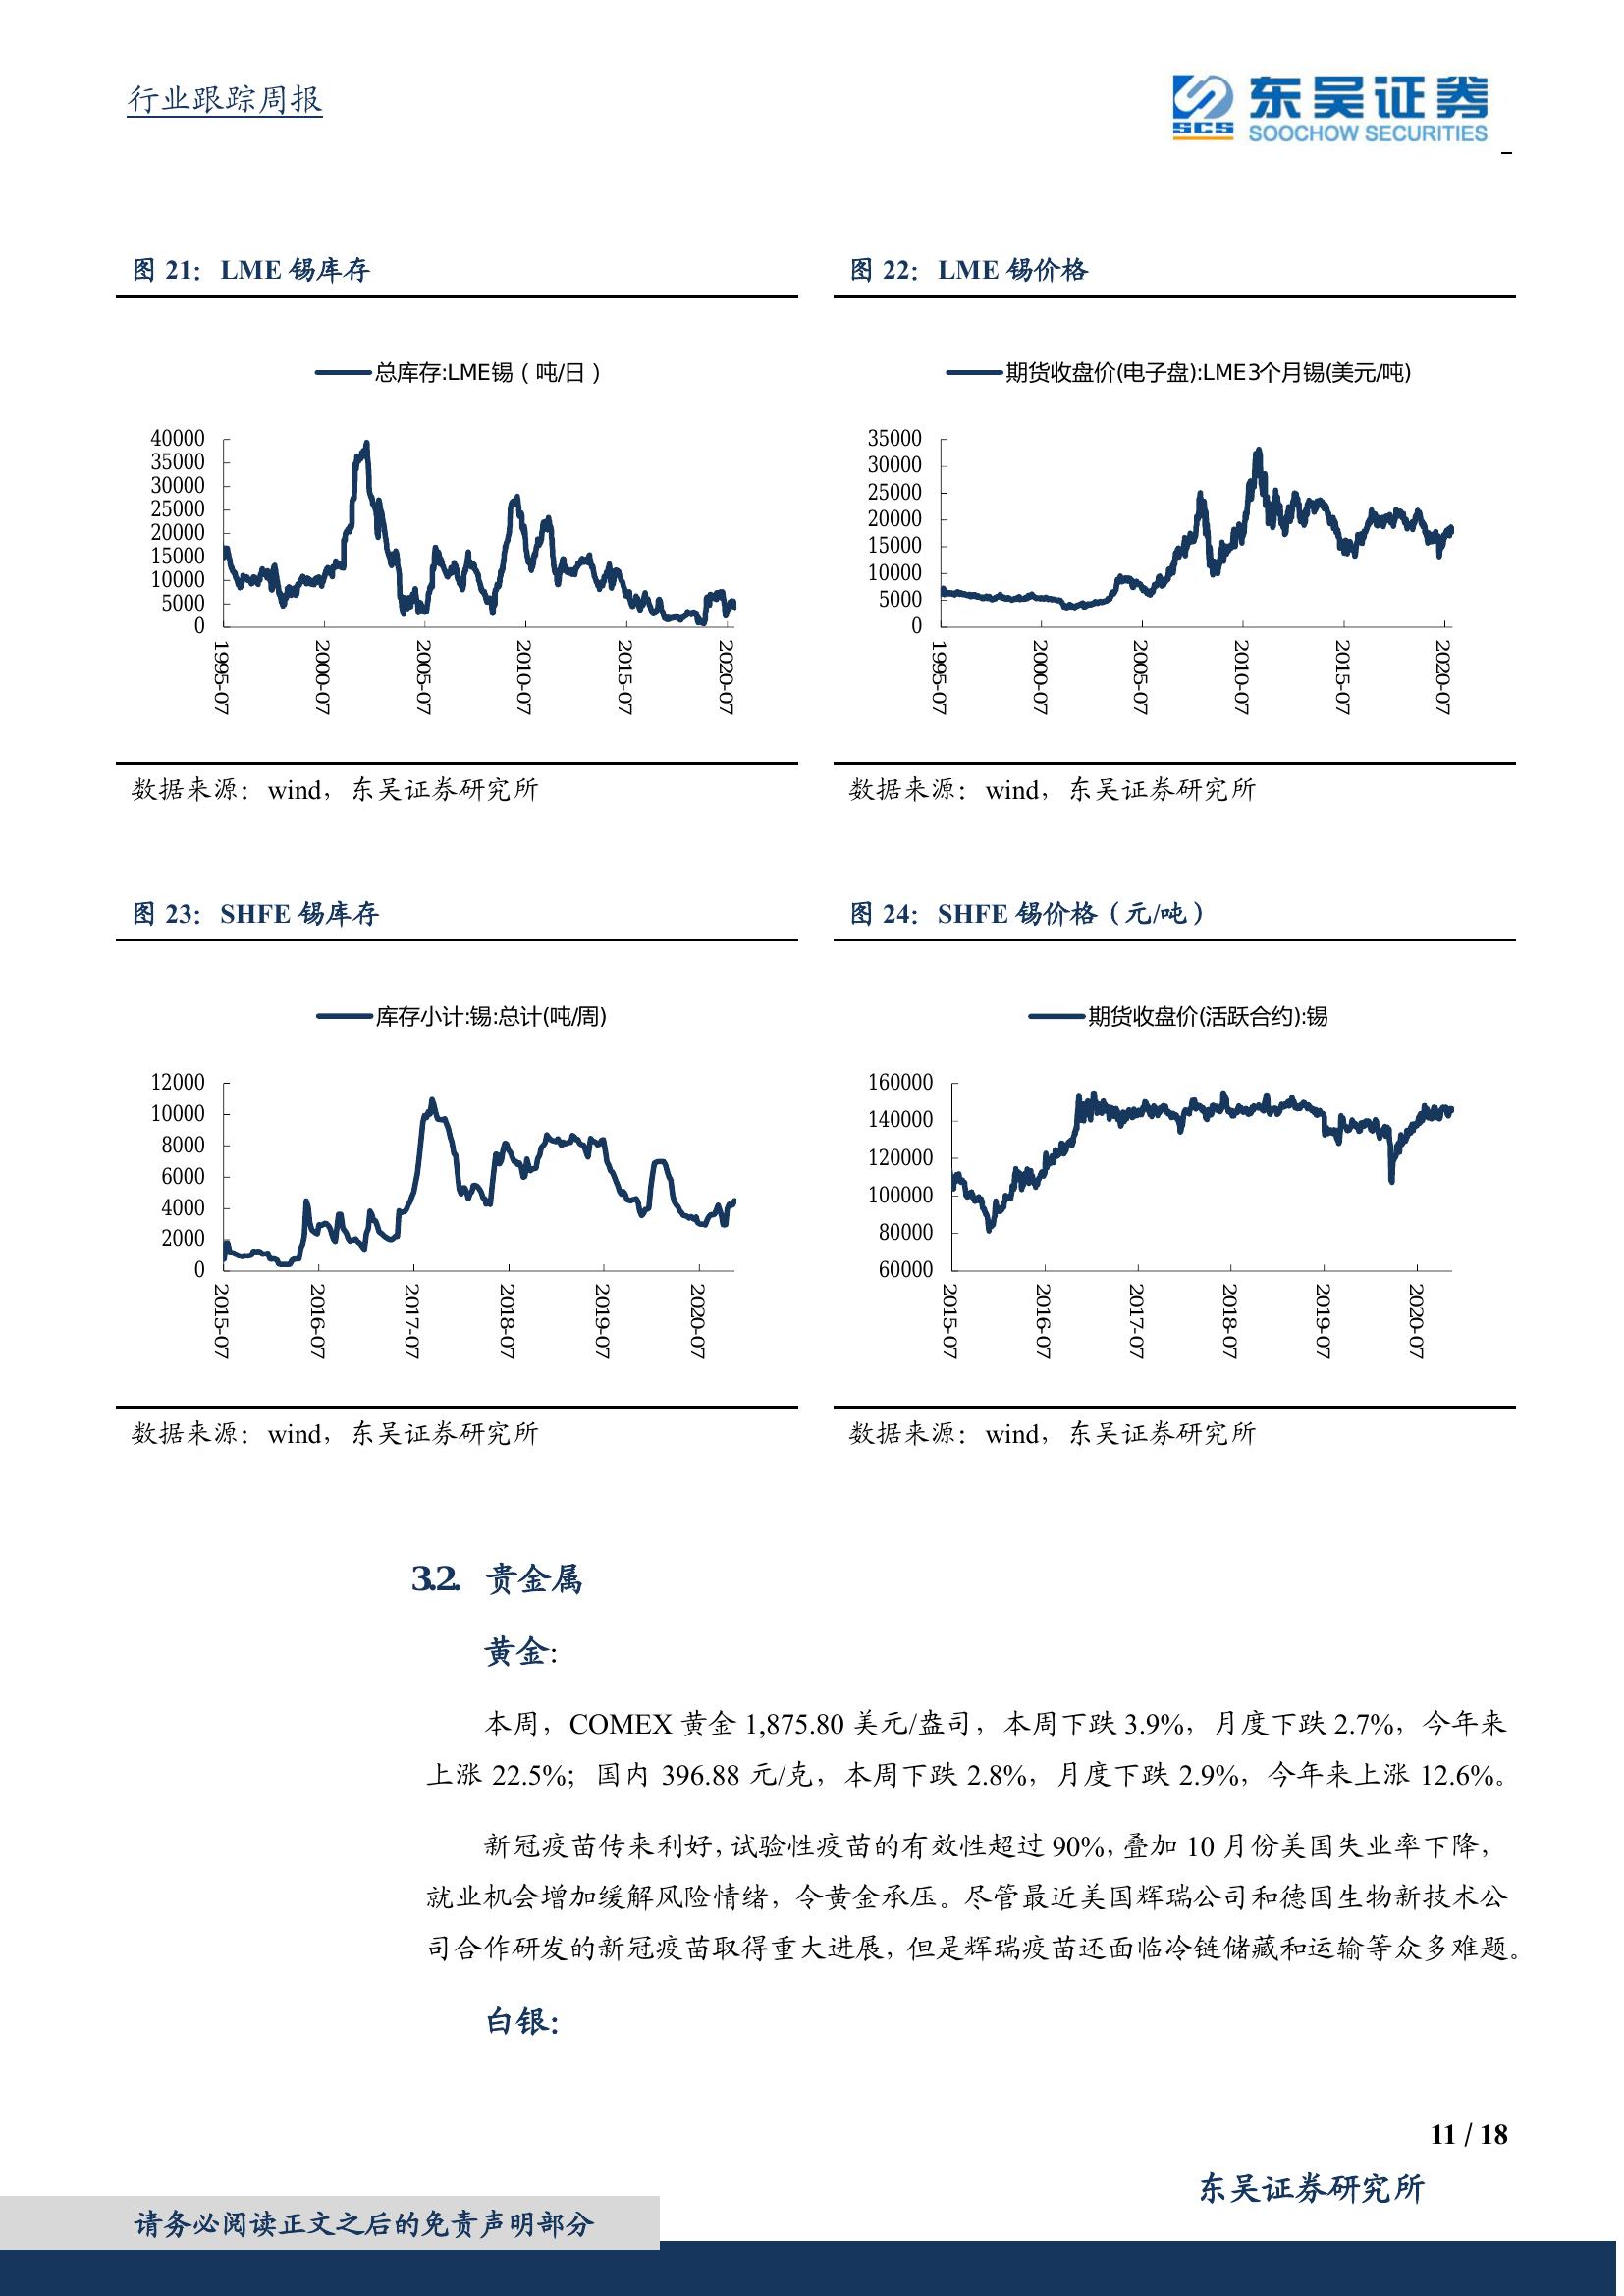 行业跟踪周报
SCS 东吴证券
SOOCHOW SECURITIES
图 21： LME 锡库存
图 22： LME 锡价格
总库存:LME锡（吨/日）
期货收盘价(电子盘):LME3个月锡(美元/吨)
40000
35000
30000
25000
20000
15000
10000
5000
0
1995-07
2000-07
2005-07
2010-07
2015-07
2020-07
35000
30000
25000
20000
15000
10000
5000
0
1995-07
2000-07
2005-07
2010-07
2015-07
2020-07
数据来源：wind，东吴证券研究所
数据来源：wind，东吴证券研究所
图 23： SHFE 锡库存
图 24： SHFE 锡价格（元/吨）
库存小计:锡:总计(吨/周)
期货收盘价(活跃合约):锡
12000
10000
8000
6000
4000
2000
0
2015-07
2016-07
2017-07
2018-07
2019-07
2020-07
160000
140000
120000
100000
80000
60000
2015-07
2016-07
2017-07
2018-07
2019-07
2020-07
数据来源：wind，东吴证券研究所
数据来源：wind，东吴证券研究所
3.2. 贵金属
黄金：
本周，COMEX 黄金 1,875.80 美元/盎司，本周下跌 3.9%，月度下跌 2.7%，今年来
上涨 22.5%；国内 396.88 元/克，本周下跌 2.8%，月度下跌 2.9%，今年来上涨 12.6%。
新冠疫苗传来利好，试验性疫苗的有效性超过 90%，叠加 10 月份美国失业率下降，
就业机会增加缓解风险情绪，令黄金承压。尽管最近美国辉瑞公司和德国生物新技术公
司合作研发的新冠疫苗取得重大进展，但是辉瑞疫苗还面临冷链储藏和运输等众多难题。
白银：
11 / 18
东吴证券研究所
请务必阅读正文之后的免责声明部分